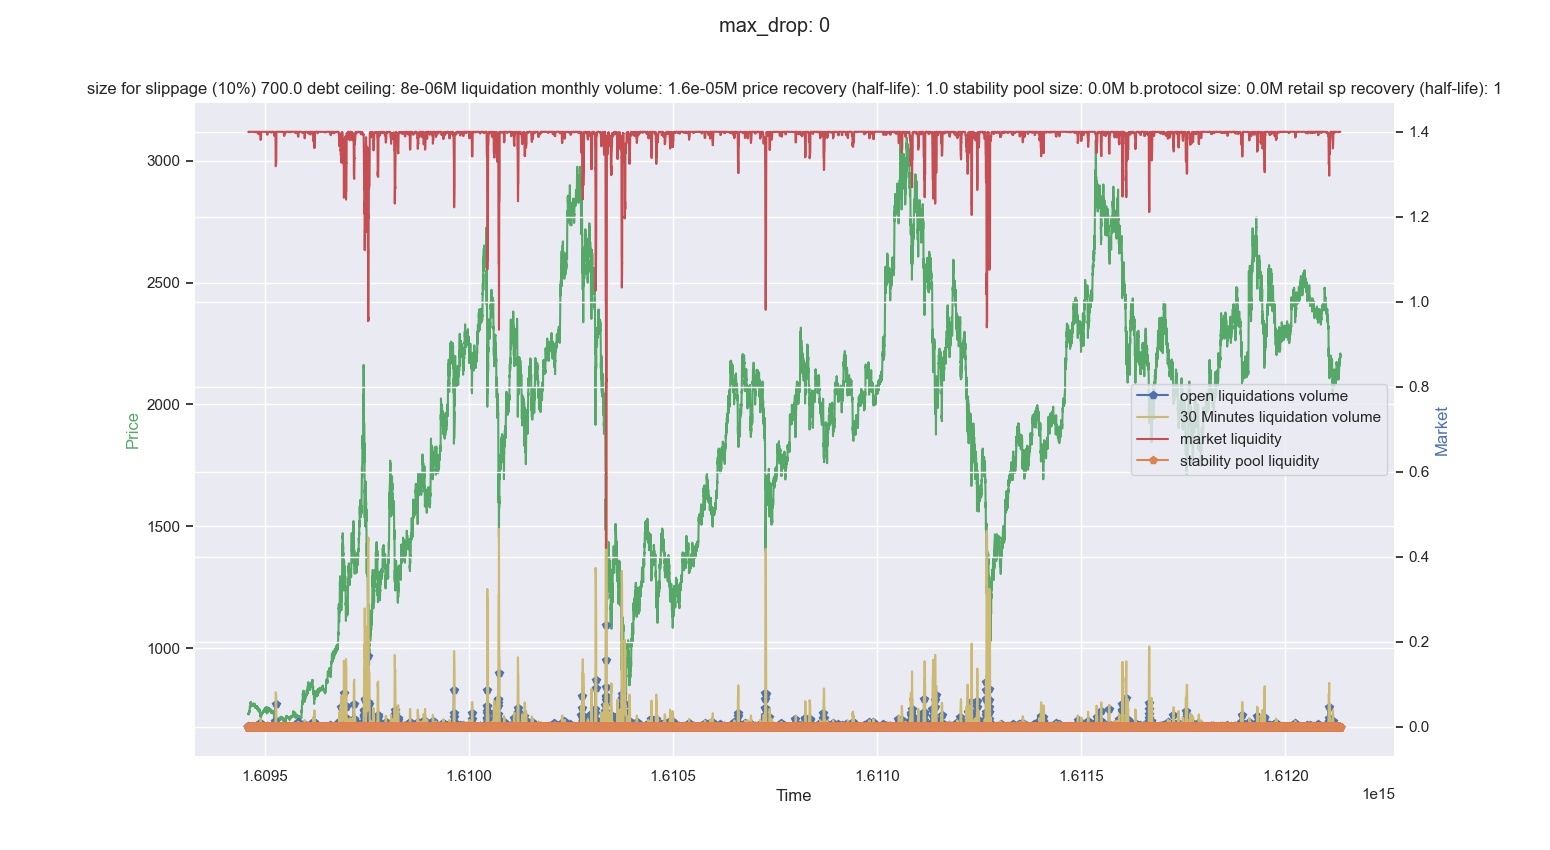 max_drop: 0
size for slippage (10%) 700.0 debt ceiling: 8e-06M liquidation monthly volume: 1.6e-05M price recovery (half-life): 1.0 stability pool size: 0.0M b.protocol size: 0.0M retail sp recovery (half-life): 1
3000
2500
2000
1500
1000
Price
1.4
1.2
1.0
0.8
0.6
0.4
0.2
0.0
Market
open liquidations volume
30 Minutes liquidation volume
market liquidity
stability pool liquidity
1.6095 1.6100 1.6105 1.6110 1.6115 1.6120
Time
1e15